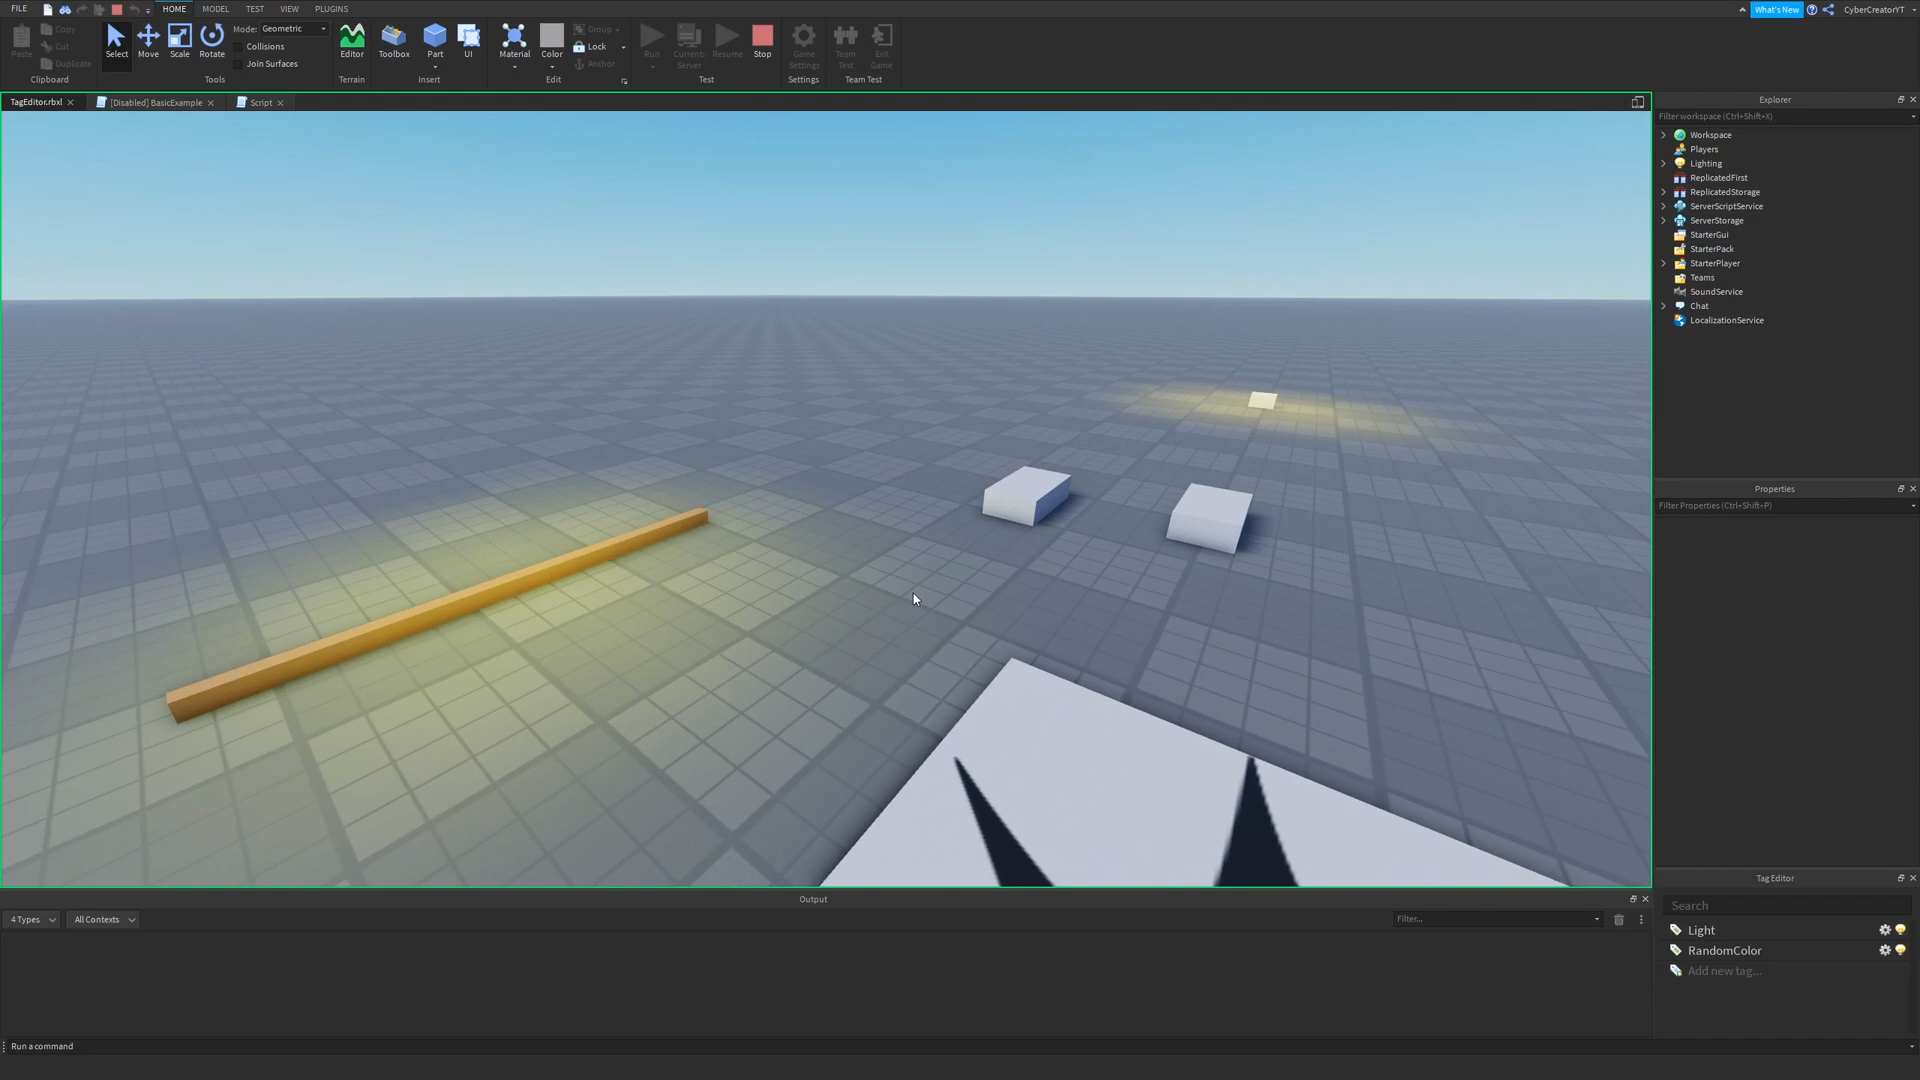 FILE HOME MODEL TEST VIEW PLUGINS What's New CyberCreatorYT
Paste Copy Cut Duplicate Clipboard
Select Move Scale Rotate Mode: Geometric Collisions Join Surfaces Tools
Editor Terrain
Toolbox Part UI Insert
Material Color Group Lock Anchor Edit
Run Current: Server Resume Stop Test
Game Settings Settings
Team Test Exit Game Team Test
TagEditor.rbxl [Disabled] BasicExample Script
Explorer
Filter workspace (Ctrl+Shift+X)
Workspace
Players
Lighting
ReplicatedFirst
ReplicatedStorage
ServerScriptService
ServerStorage
StarterGui
StarterPack
StarterPlayer
Teams
SoundService
Chat
LocalizationService
Properties
Filter Properties (Ctrl+Shift+P)
Tag Editor
Search
Light
RandomColor
Add new tag...
Output
4 Types All Contexts Filter...
Run a command